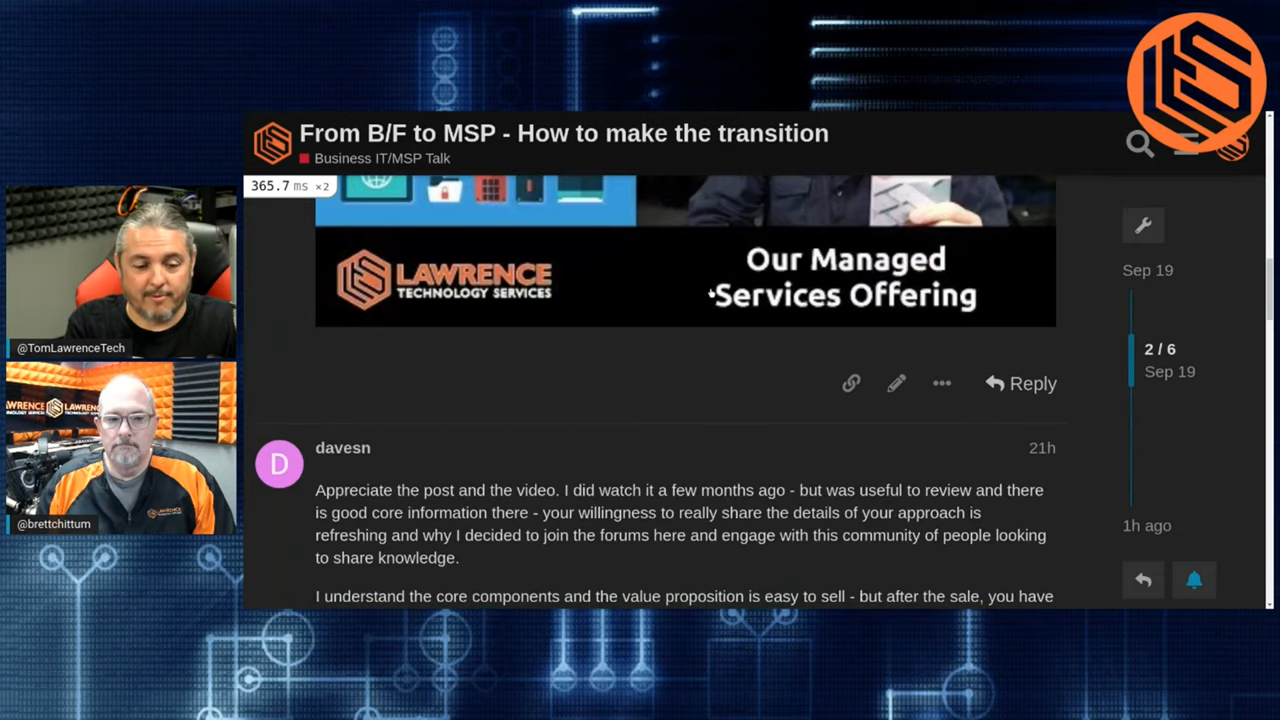 From B/F to MSP - How to make the transition
Business IT/MSP Talk
365.7 ms ×2
LAWRENCE
TECHNOLOGY SERVICES
Our Managed
Services Offering
Sep 19
2 / 6
Sep 19
1h ago
Reply
D
davesn
21h
Appreciate the post and the video. I did watch it a few months ago - but was useful to review and there
is good core information there - your willingness to really share the details of your approach is
refreshing and why I decided to join the forums here and engage with this community of people looking
to share knowledge.
I understand the core components and the value proposition is easy to sell - but after the sale, you have
@TomLawrenceTech
LAWRENCE
@brettchittum